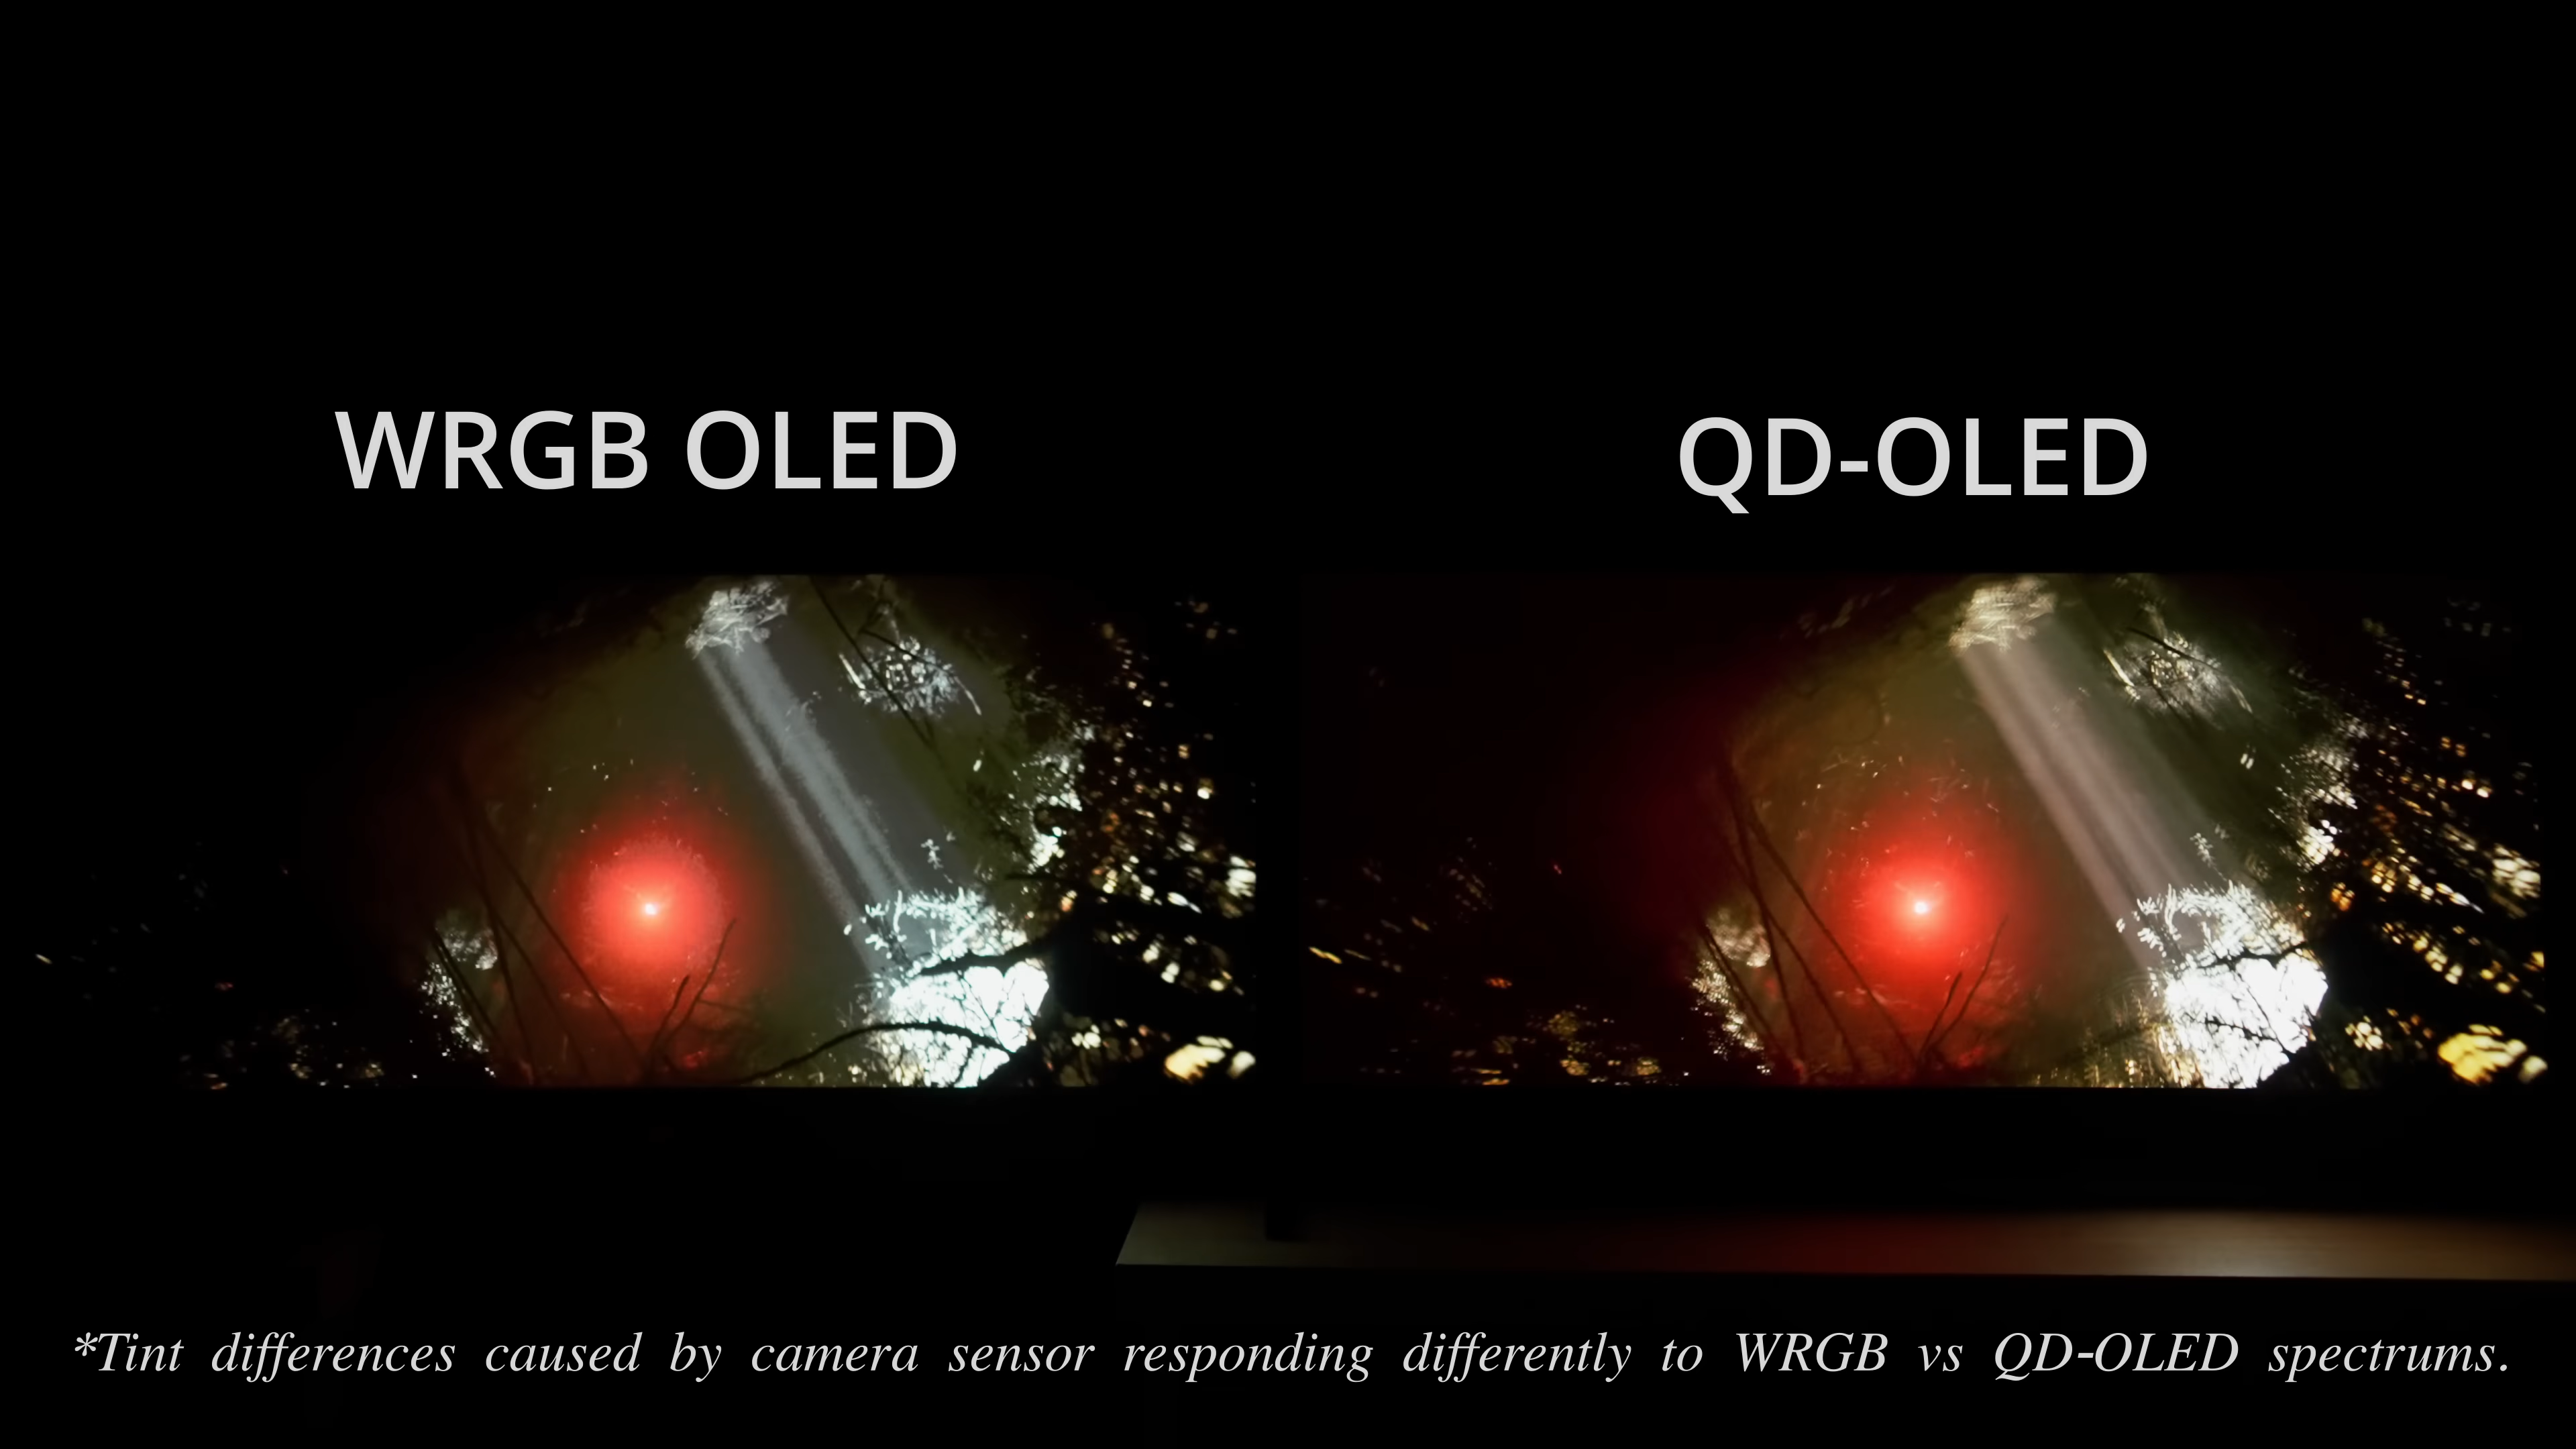 WRGB OLED
QD-OLED
*Tint differences caused by camera sensor responding differently to WRGB vs QD-OLED spectrums.